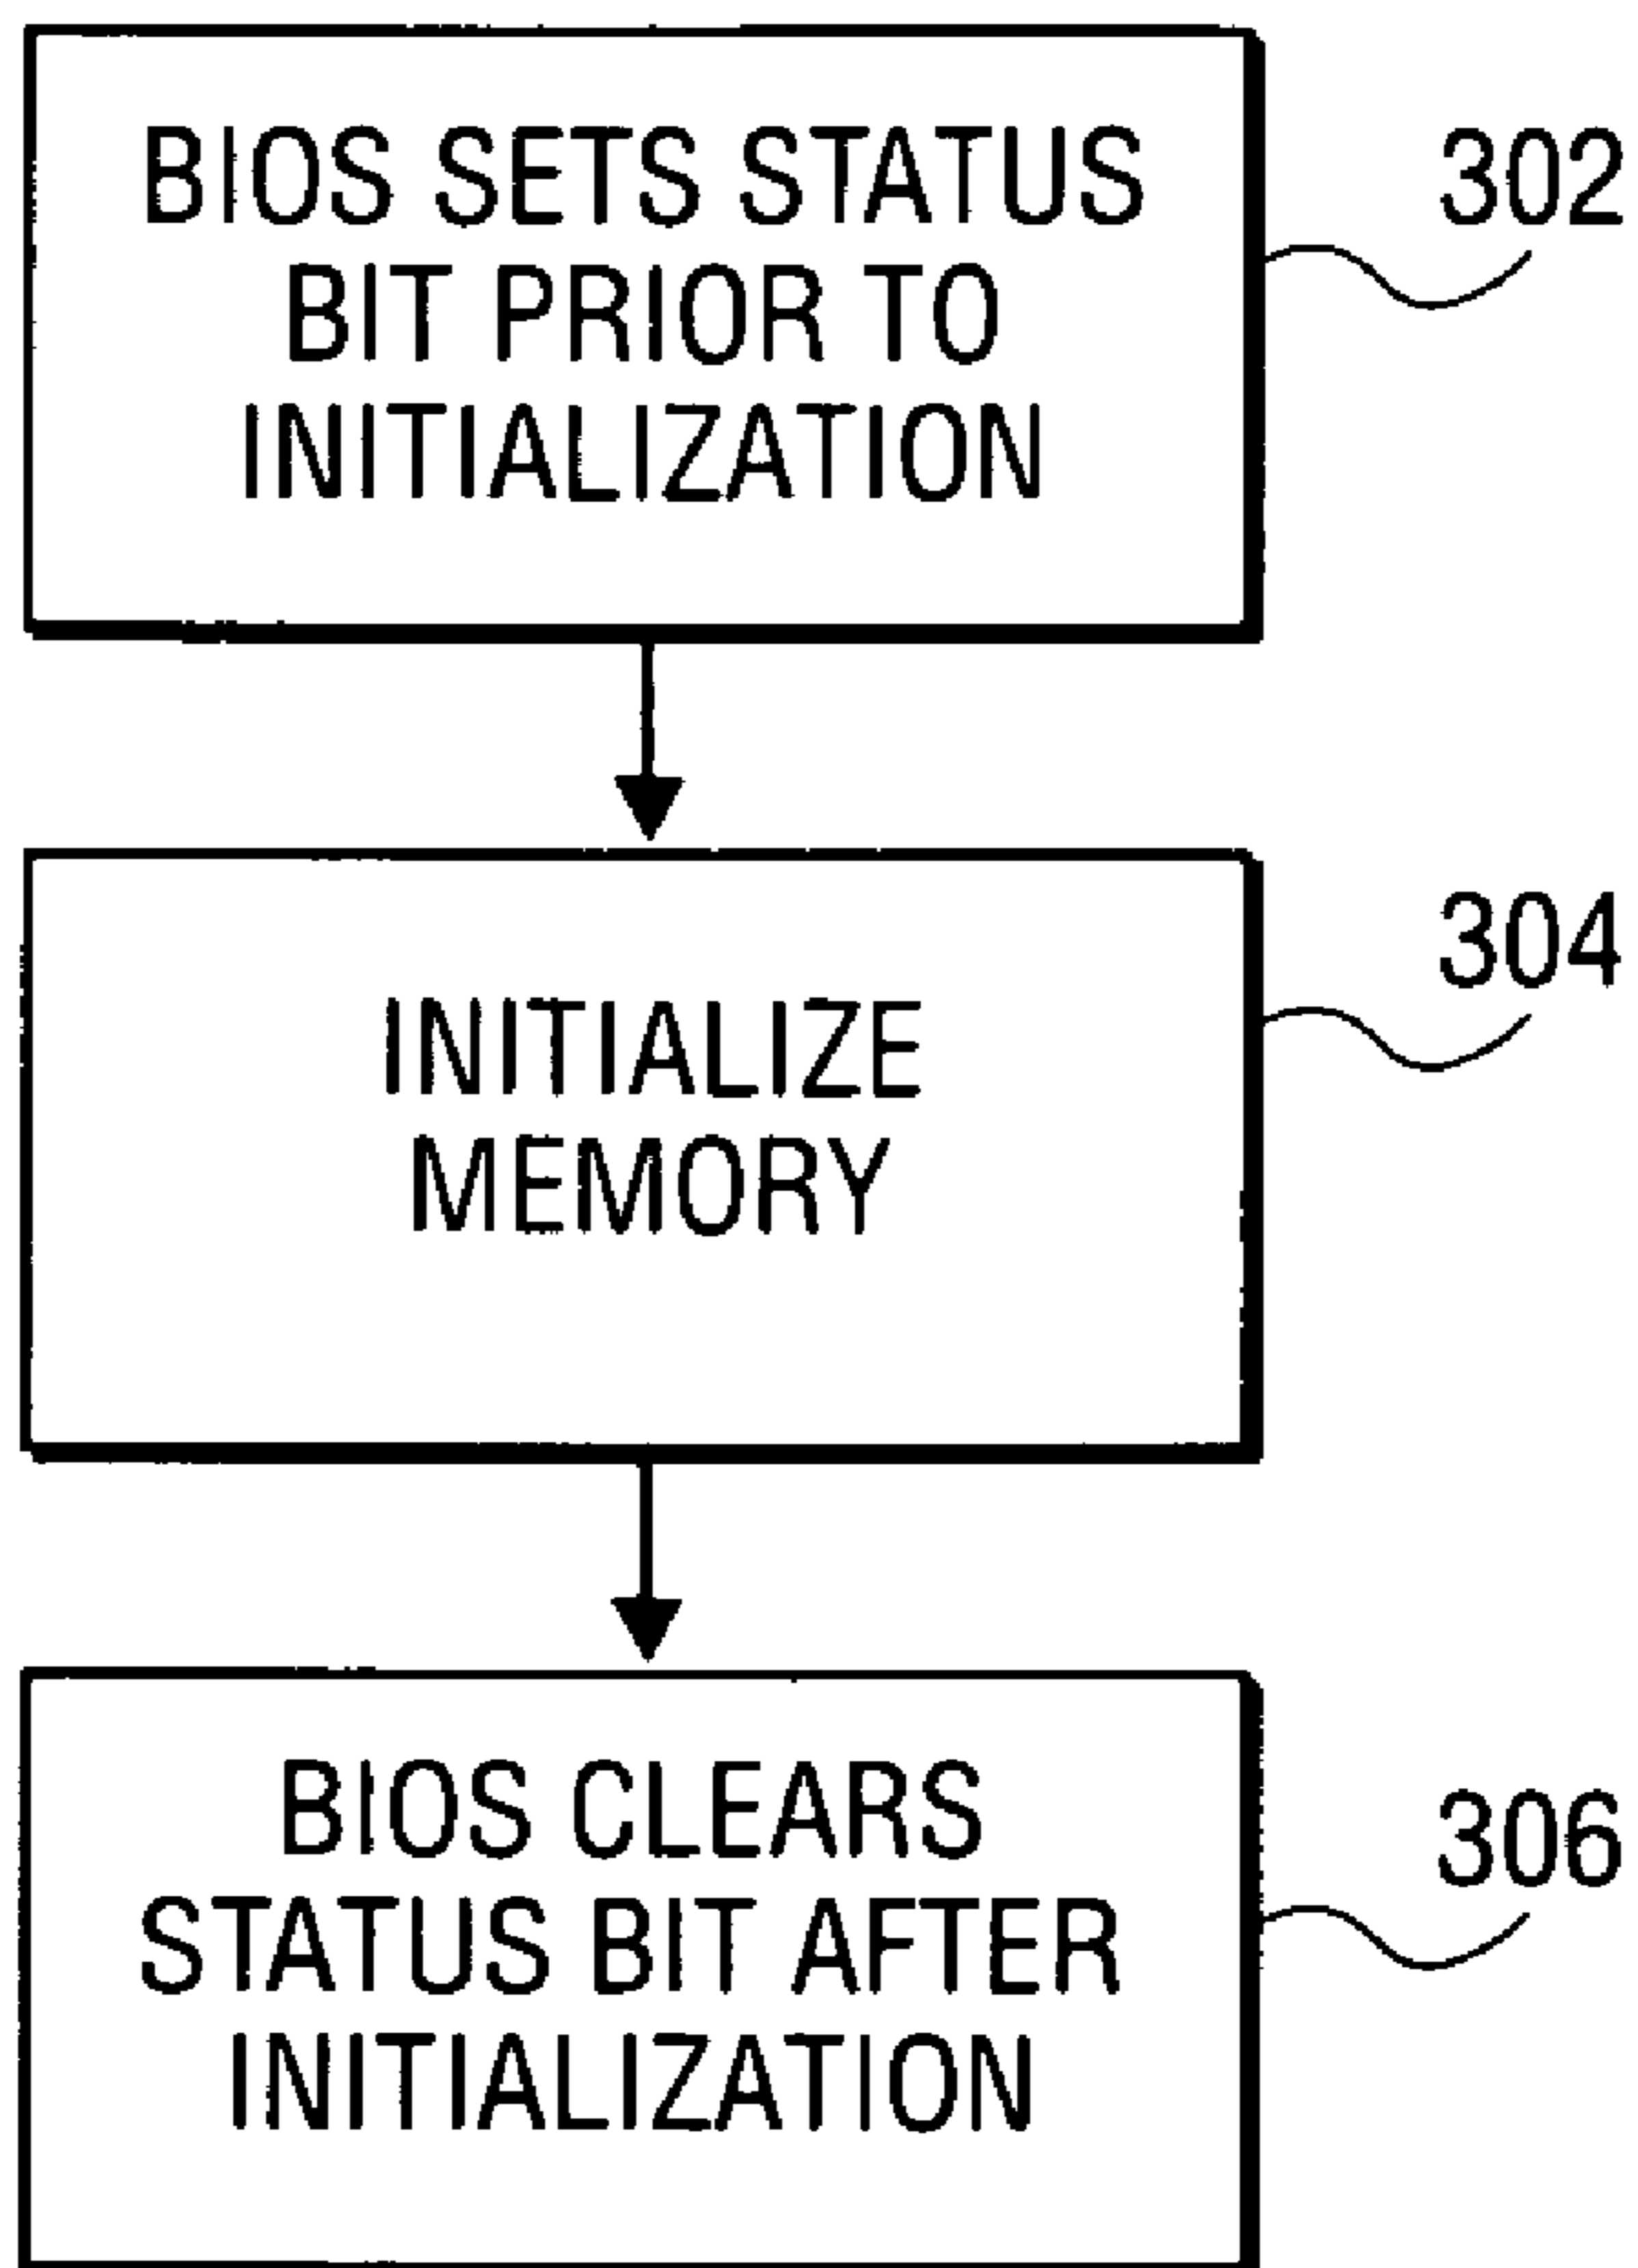 BIOS SETS STATUS
BIT PRIOR TO
INITIALIZATION
302
INITIALIZE
MEMORY
304
BIOS CLEARS
STATUS BIT AFTER
INITIALIZATION
306